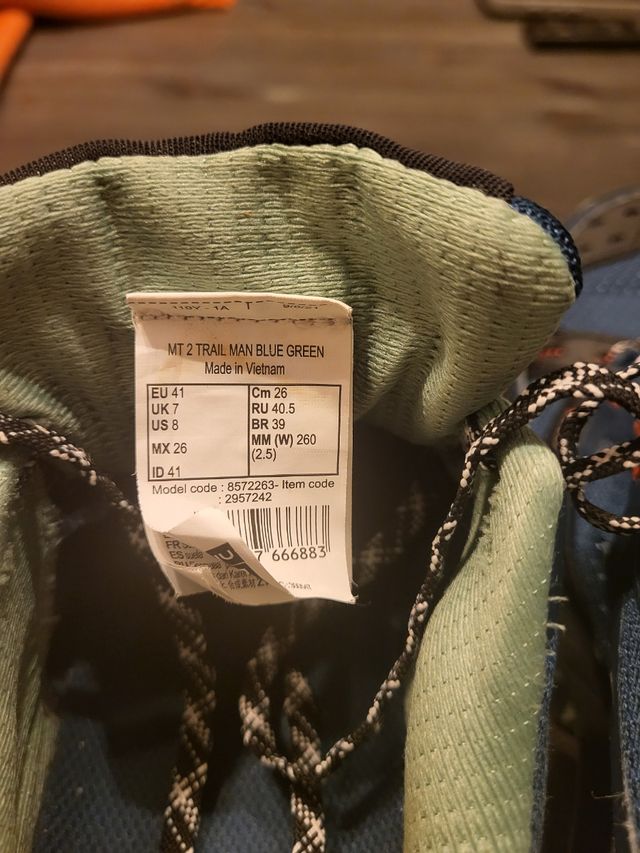 MT 2 TRAIL MAN BLUE GREEN
Made in Vietnam
EU 41
UK 7
US 8
MX 26
ID 41
Cm 26
RU 40.5
BR 39
MM (W) 260
(2.5)
Model code : 8572263- Item code
: 2957242
7 666883